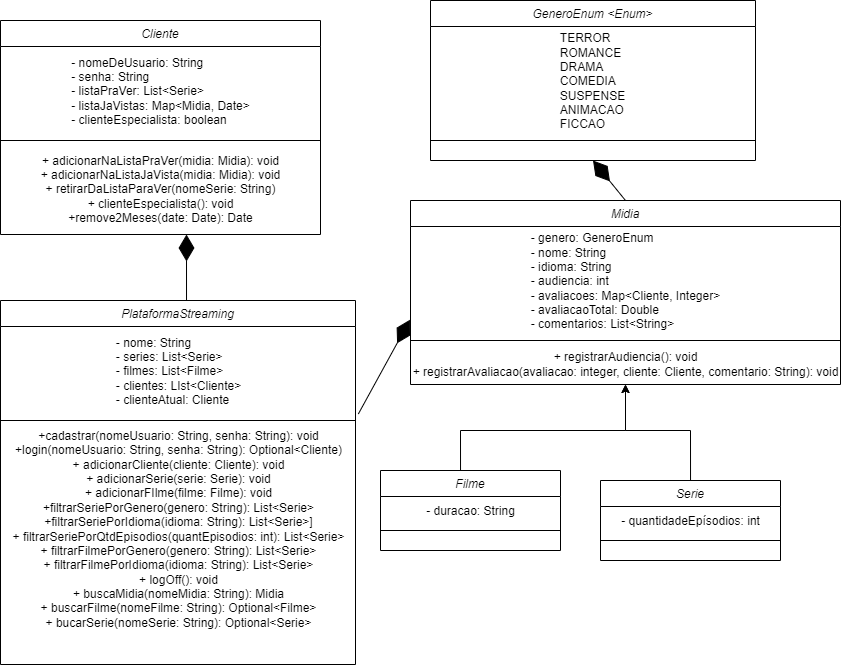 Cliente
- nomeDeUsuario: String
- senha: String
- listaPraVer: List<Serie>
- listaJaVistas: Map<Midia, Date>
- clienteEspecialista: boolean
+ adicionarNaListaPraVer(midia: Midia): void
+ adicionarNaListaJaVista(midia: Midia): void
+ retirarDaListaParaVer(nomeSerie: String)
+ clienteEspecialista(): void
+remove2Meses(date: Date): Date
GeneroEnum <Enum>
TERROR
ROMANCE
DRAMA
COMEDIA
SUSPENSE
ANIMACAO
FICCAO
Midia
- genero: GeneroEnum
- nome: String
- idioma: String
- audiencia: int
- avaliacoes: Map<Cliente, Integer>
- avaliacaoTotal: Double
- comentarios: List<String>
+ registrarAudiencia(): void
+ registrarAvaliacao(avaliacao: integer, cliente: Cliente, comentario: String): void
PlataformaStreaming
- nome: String
- series: List<Serie>
- filmes: List<Filme>
- clientes: LIst<Cliente>
- clienteAtual: Cliente
+cadastrar(nomeUsuario: String, senha: String): void
+login(nomeUsuario: String, senha: String): Optional<Cliente)
+ adicionarCliente(cliente: Cliente): void
+ adicionarSerie(serie: Serie): void
+ adicionarFIlme(filme: Filme): void
+filtrarSeriePorGenero(genero: String): List<Serie>
+filtrarSeriePorIdioma(idioma: String): List<Serie>]
+ filtrarSeriePorQtdEpisodios(quantEpisodios: int): List<Serie>
+ filtrarFilmePorGenero(genero: String): List<Serie>
+ filtrarFilmePorIdioma(idioma: String): List<Serie>
+ logOff(): void
+ buscaMidia(nomeMidia: String): Midia
+ buscarFilme(nomeFilme: String): Optional<Filme>
+ bucarSerie(nomeSerie: String): Optional<Serie>
Filme
- duracao: String
Serie
- quantidadeEpísodios: int